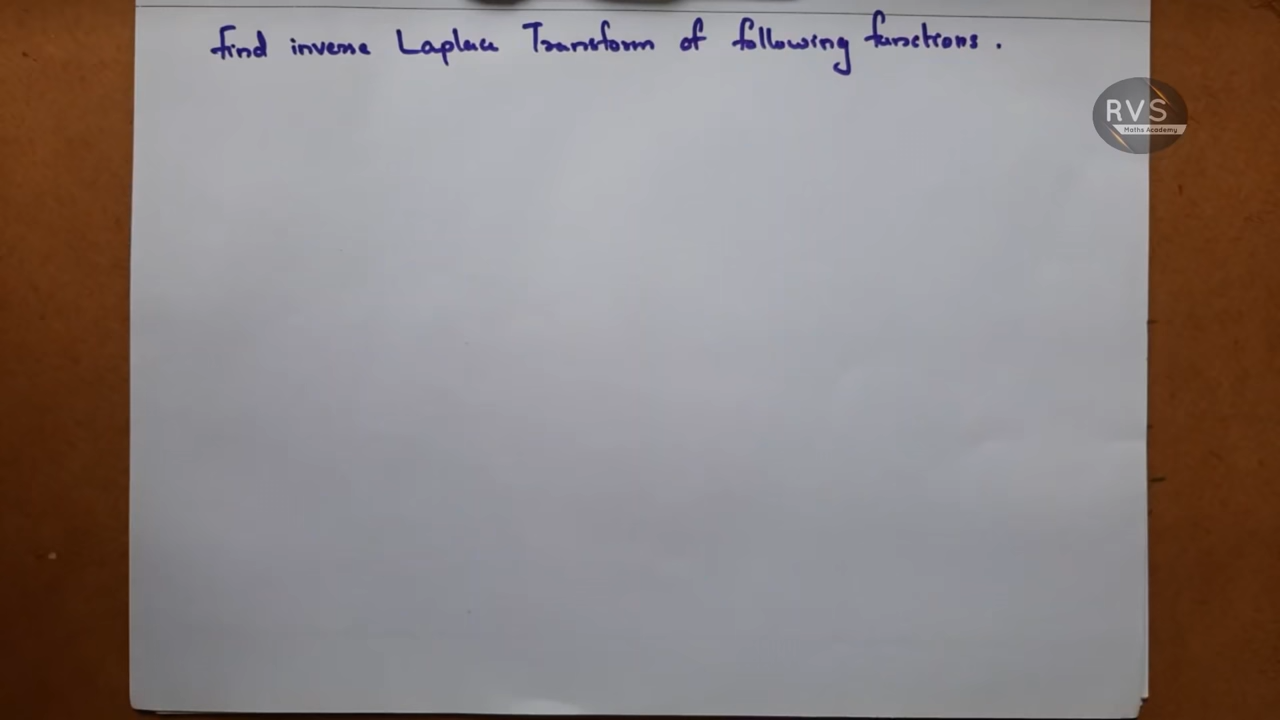 Find inverse Laplace Transform of following functions.
RVS
Maths Academy